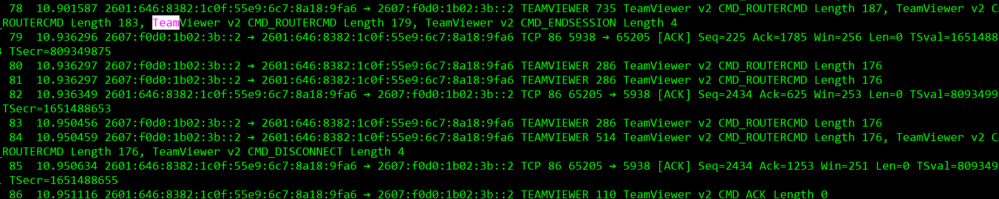 78 10.901587 2601:646:8382:1c0f:55e9:6c7:8a18:9fa6 → 2607:f0d0:1b02:3b::2 TEAMVIEWER 735 TeamViewer v2 CMD_ROUTERCMD Length 187, TeamViewer v2
_ROUTERCMD Length 183, TeamViewer v2 CMD_ROUTERCMD Length 179, TeamViewer v2 CMD_ENDSESSION Length 4
79 10.936296 2607:f0d0:1b02:3b::2 → 2601:646:8382:1c0f:55e9:6c7:8a18:9fa6 TCP 86 5938 → 65205 [ACK] Seq=225 Ack=1785 Win=256 Len=0 TSval=1651488
TSecr=809349875
80 10.936297 2607:f0d0:1b02:3b::2 → 2601:646:8382:1c0f:55e9:6c7:8a18:9fa6 TEAMVIEWER 286 TeamViewer v2 CMD_ROUTERCMD Length 176
81 10.936297 2607:f0d0:1b02:3b::2 → 2601:646:8382:1c0f:55e9:6c7:8a18:9fa6 TEAMVIEWER 286 TeamViewer v2 CMD_ROUTERCMD Length 176
82 10.936349 2601:646:8382:1c0f:55e9:6c7:8a18:9fa6 → 2607:f0d0:1b02:3b::2 TCP 86 65205 → 5938 [ACK] Seq=2434 Ack=625 Win=253 Len=0 TSval=8093499
TSecr=1651488653
83 10.950456 2607:f0d0:1b02:3b::2 → 2601:646:8382:1c0f:55e9:6c7:8a18:9fa6 TEAMVIEWER 286 TeamViewer v2 CMD_ROUTERCMD Length 176
84 10.950459 2607:f0d0:1b02:3b::2 → 2601:646:8382:1c0f:55e9:6c7:8a18:9fa6 TEAMVIEWER 514 TeamViewer v2 CMD_ROUTERCMD Length 176, TeamViewer v2
_ROUTERCMD Length 176, TeamViewer v2 CMD_DISCONNECT Length 4
85 10.950634 2601:646:8382:1c0f:55e9:6c7:8a18:9fa6 → 2607:f0d0:1b02:3b::2 TCP 86 65205 → 5938 [ACK] Seq=2434 Ack=1253 Win=251 Len=0 TSval=809349
TSecr=1651488655
86 10.951116 2601:646:8382:1c0f:55e9:6c7:8a18:9fa6 → 2607:f0d0:1b02:3b::2 TEAMVIEWER 110 TeamViewer v2 CMD_ACK Length 0